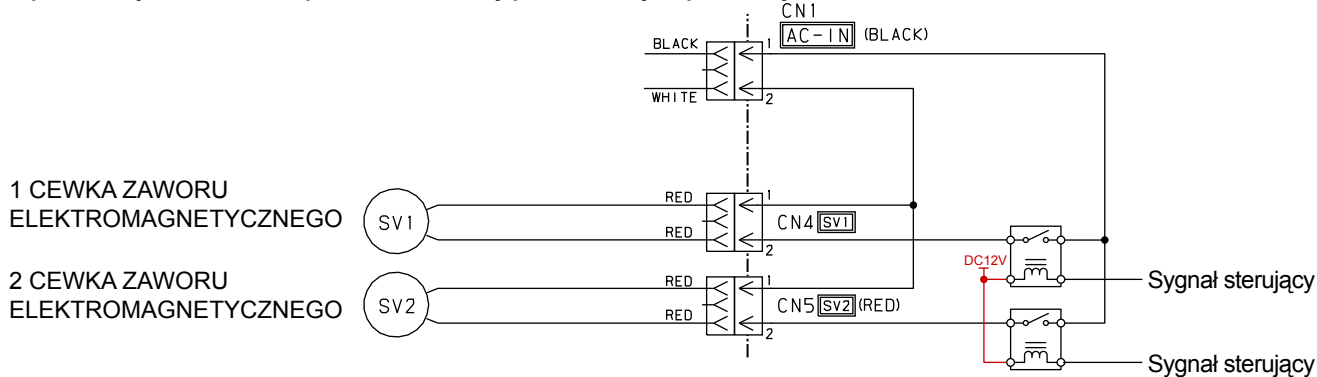 CN1
AC-IN (BLACK)
BLACK
1
WHITE
2
1 CEWKA ZAWORU
ELEKTROMAGNETYCZNEGO
SV1
RED
1
RED
2
CN4 SV1
2 CEWKA ZAWORU
ELEKTROMAGNETYCZNEGO
SV2
RED
1
RED
2
CN5 SV2 (RED)
DC12V
Sygnał sterujący
Sygnał sterujący